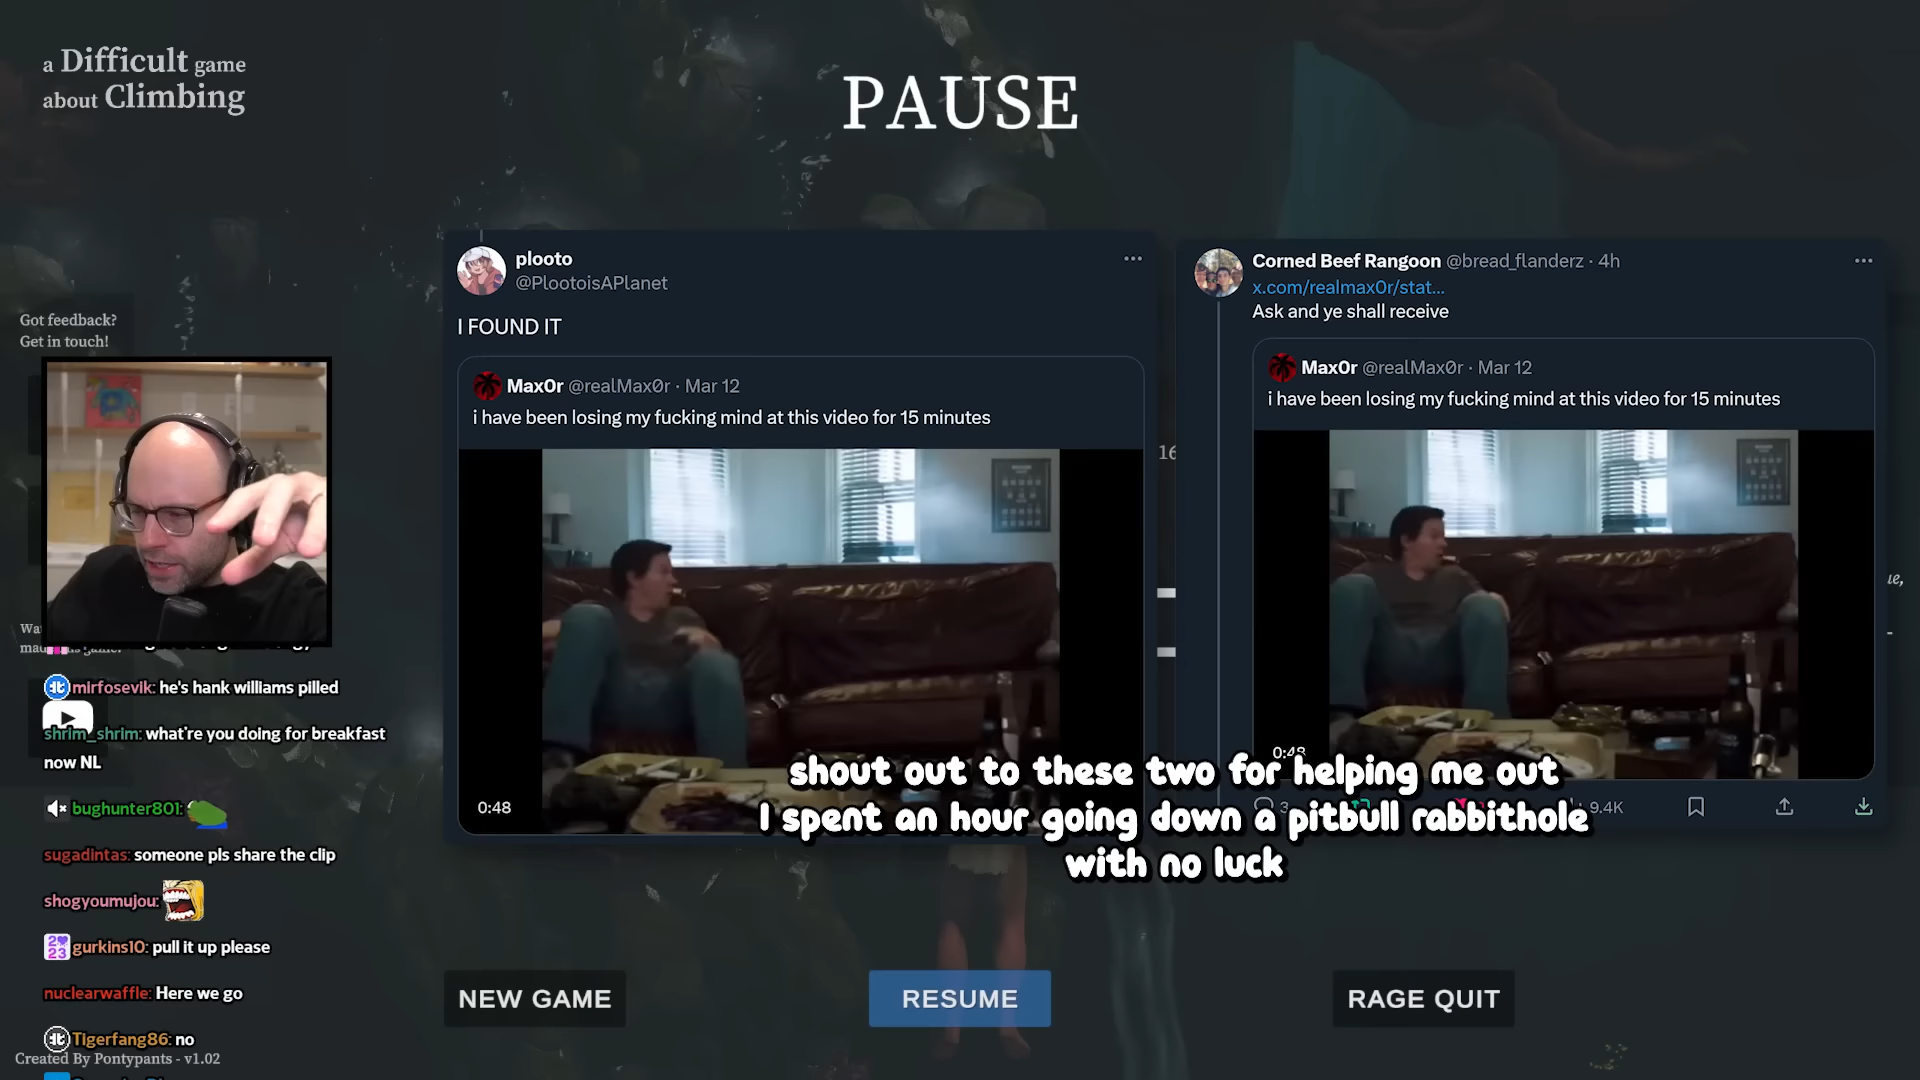 a Difficult game
about Climbing
PAUSE
Got feedback?
Get in touch!
plooto
@PlootoisAPlanet
I FOUND IT
Max0r @realMax0r · Mar 12
i have been losing my fucking mind at this video for 15 minutes
0:48
Corned Beef Rangoon @bread_flanderz · 4h
x.com/realmax0r/stat...
Ask and ye shall receive
Max0r @realMax0r · Mar 12
i have been losing my fucking mind at this video for 15 minutes
0:48
9.4K
16
shout out to these two for helping me out
I spent an hour going down a pitbull rabbithole
with no luck
mirfosevik: he's hank williams pilled
shrim_shrim: what're you doing for breakfast
now NL
bughunter801:
sugadintas: someone pls share the clip
shogyoumujou:
gurkins10: pull it up please
nuclearwaffle: Here we go
Tigerfang86: no
Created By Pontypants - v1.02
NEW GAME
RESUME
RAGE QUIT